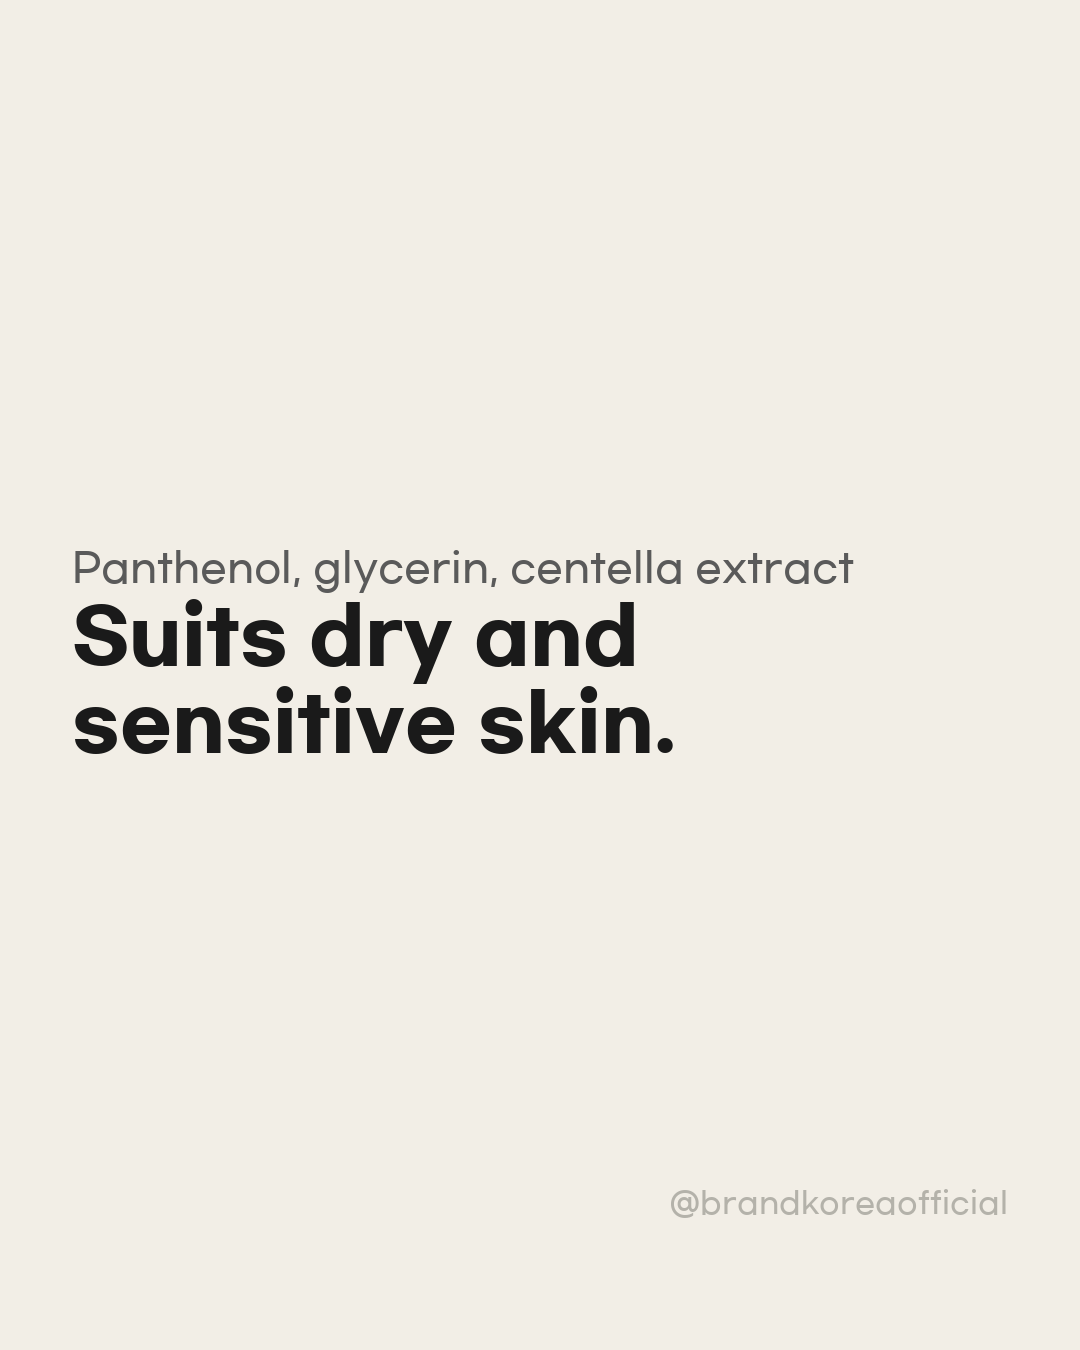 Panthenol, glycerin, centella extract
Suits dry and
sensitive skin.
@brandkoreaofficial